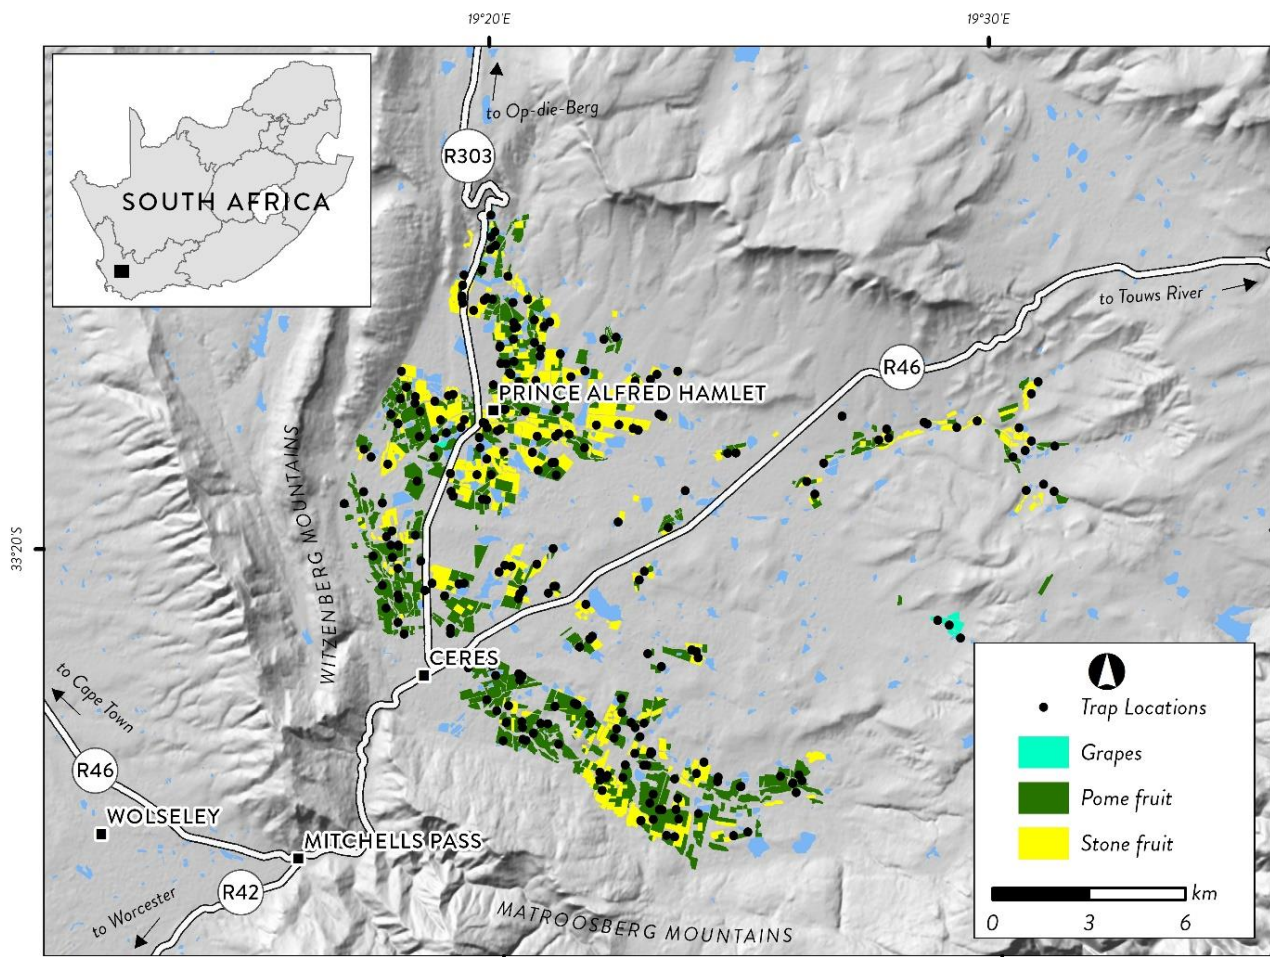 19°20'E
19°30'E
to Op-die-Berg
R303
SOUTH AFRICA
to Touws River
R46
PRINCE ALFRED HAMLET
WITZENBERG MOUNTAINS
33°20'S
CERES
to Cape Town
R46
WOLSELEY
MITCHELLS PASS
R42
to Worcester
MATROOSBERG MOUNTAINS
Trap Locations
Grapes
Pome fruit
Stone fruit
km
0 3 6